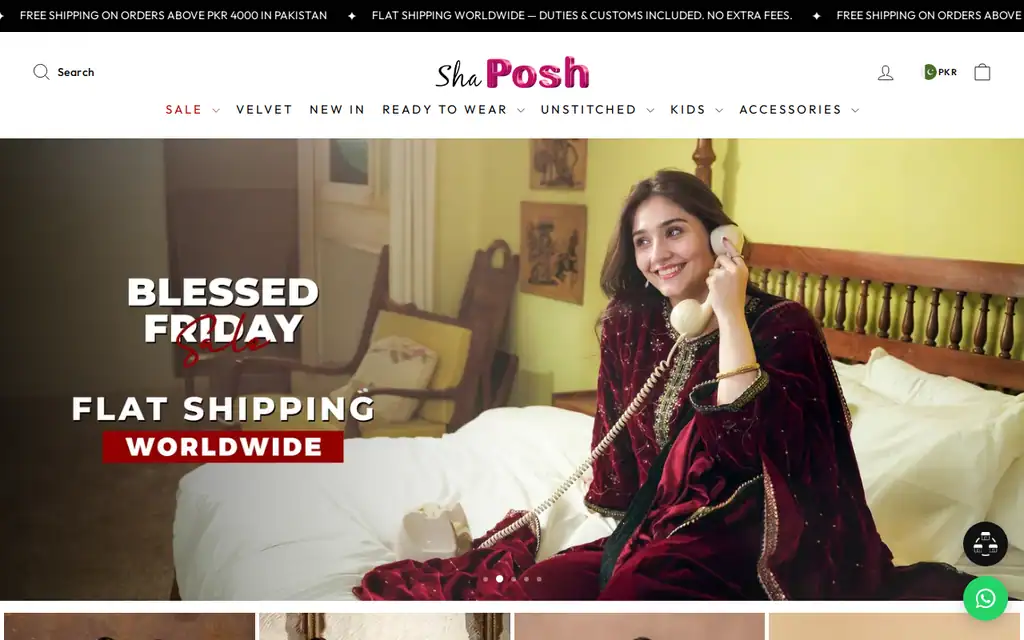 FREE SHIPPING ON ORDERS ABOVE PKR 4000 IN PAKISTAN ✦ FLAT SHIPPING WORLDWIDE — DUTIES & CUSTOMS INCLUDED. NO EXTRA FEES. ✦ FREE SHIPPING ON ORDERS ABOVE
Search
Sha Posh
PKR
SALE VELVET NEW IN READY TO WEAR UNSTITCHED KIDS ACCESSORIES
BLESSED
FRIDAY
Sale
FLAT SHIPPING
WORLDWIDE